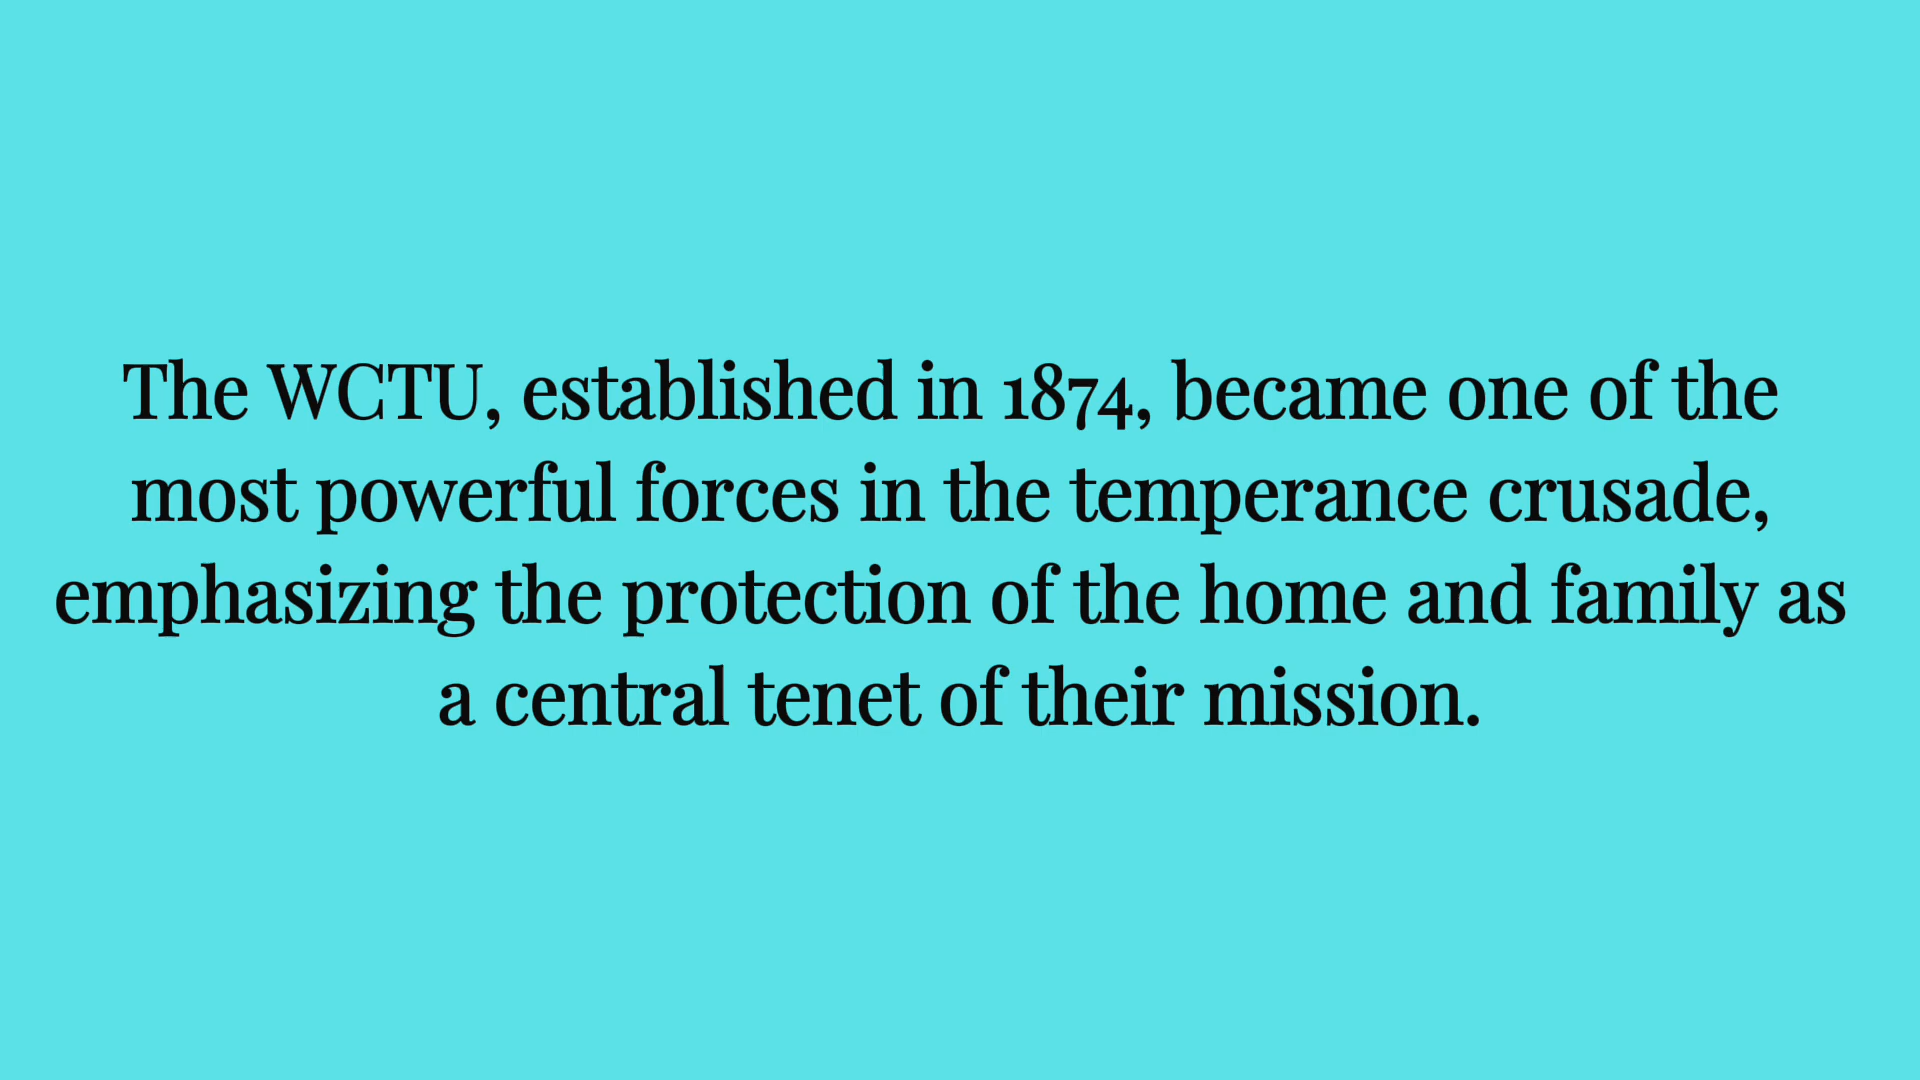 The WCTU, established in 1874, became one of the
most powerful forces in the temperance crusade,
emphasizing the protection of the home and family as
a central tenet of their mission.